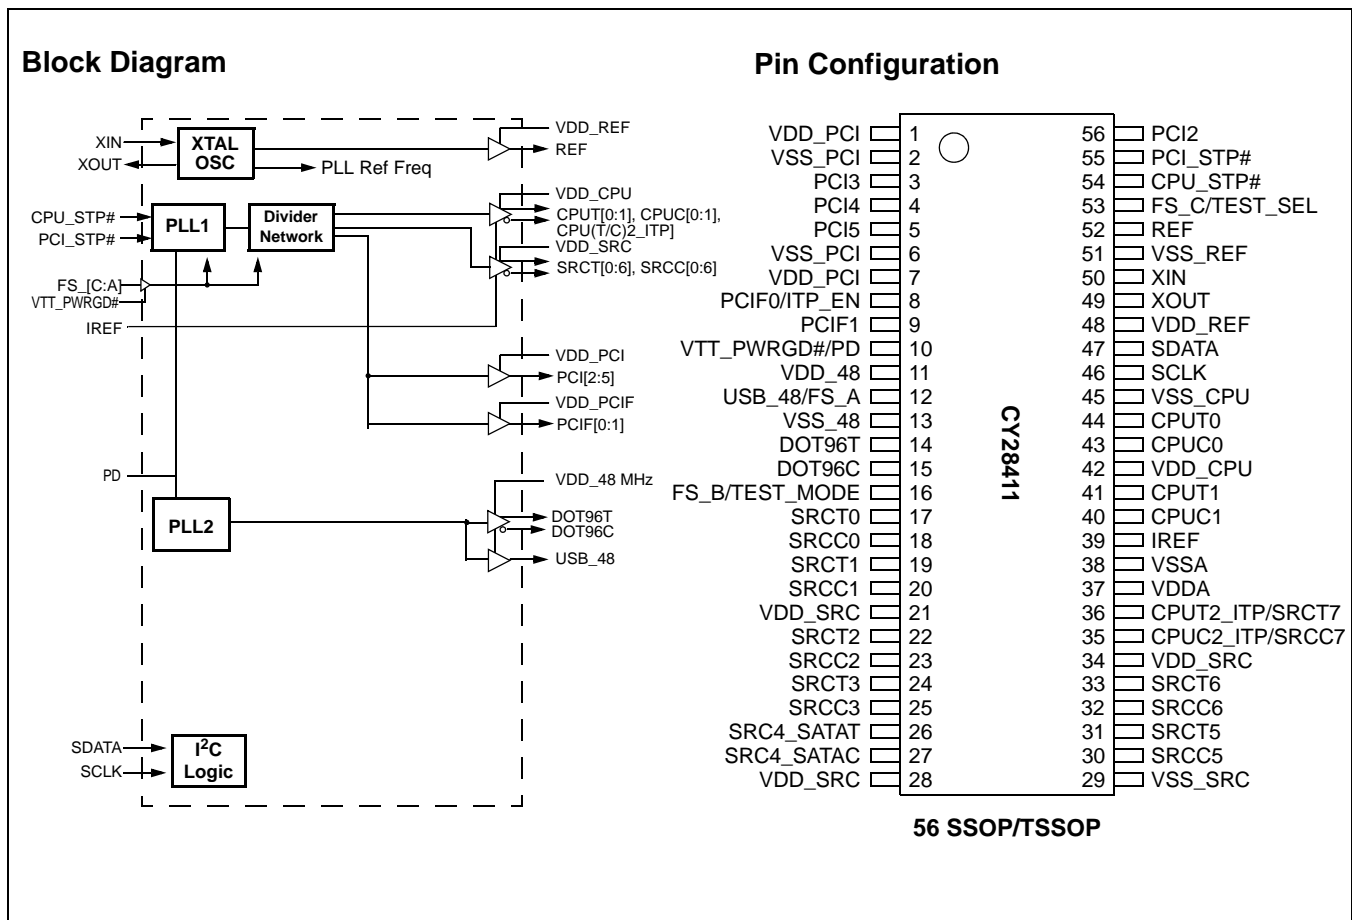 Block Diagram
XIN
XOUT
XTAL
OSC
VDD_REF
REF
PLL Ref Freq
CPU_STP#
PCI_STP#
PLL1
Divider
Network
VDD_CPU
CPUT[0:1], CPUC[0:1],
CPU(T/C)2_ITP]
VDD_SRC
SRCT[0:6], SRCC[0:6]
FS_[C:A]
VTT_PWRGD#
IREF
VDD_PCI
PCI[2:5]
VDD_PCIF
PCIF[0:1]
PD
VDD_48 MHz
PLL2
DOT96T
DOT96C
USB_48
SDATA
SCLK
I2C
Logic
Pin Configuration
VDD_PCI 1 56 PCI2
VSS_PCI 2 55 PCI_STP#
PCI3 3 54 CPU_STP#
PCI4 4 53 FS_C/TEST_SEL
PCI5 5 52 REF
VSS_PCI 6 51 VSS_REF
VDD_PCI 7 50 XIN
PCIF0/ITP_EN 8 49 XOUT
PCIF1 9 48 VDD_REF
VTT_PWRGD#/PD 10 47 SDATA
VDD_48 11 46 SCLK
USB_48/FS_A 12 45 VSS_CPU
VSS_48 13 44 CPUT0
DOT96T 14 43 CPUC0
DOT96C 15 42 VDD_CPU
FS_B/TEST_MODE 16 41 CPUT1
SRCT0 17 40 CPUC1
SRCC0 18 39 IREF
SRCT1 19 38 VSSA
SRCC1 20 37 VDDA
VDD_SRC 21 36 CPUT2_ITP/SRCT7
SRCT2 22 35 CPUC2_ITP/SRCC7
SRCC2 23 34 VDD_SRC
SRCT3 24 33 SRCT6
SRCC3 25 32 SRCC6
SRC4_SATAT 26 31 SRCT5
SRC4_SATAC 27 30 SRCC5
VDD_SRC 28 29 VSS_SRC
CY28411
56 SSOP/TSSOP